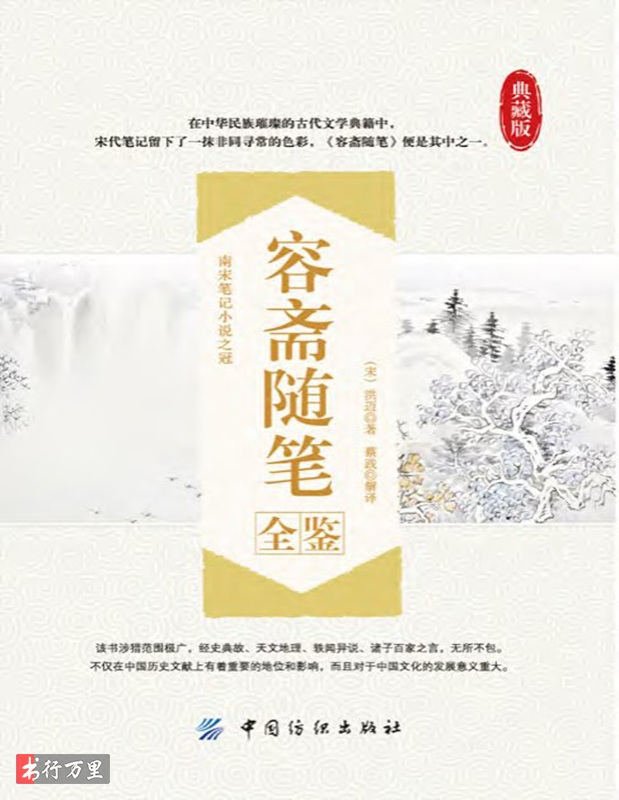 典藏版
在中华民族璀璨的古代文学典籍中，
宋代笔记留下了一抹非同寻常的色彩，《容斋随笔》便是其中之一。
容斋随笔
全鉴
南宋笔记小说之冠
（宋）洪迈◎著
蔡践◎解译
该书涉猎范围极广，经史典故、天文地理、轶闻异说、诸子百家之言，无所不包。
不仅在中国历史文献上有着重要的地位和影响，而且对于中国文化的发展意义重大。
中国纺织出版社
书行万里